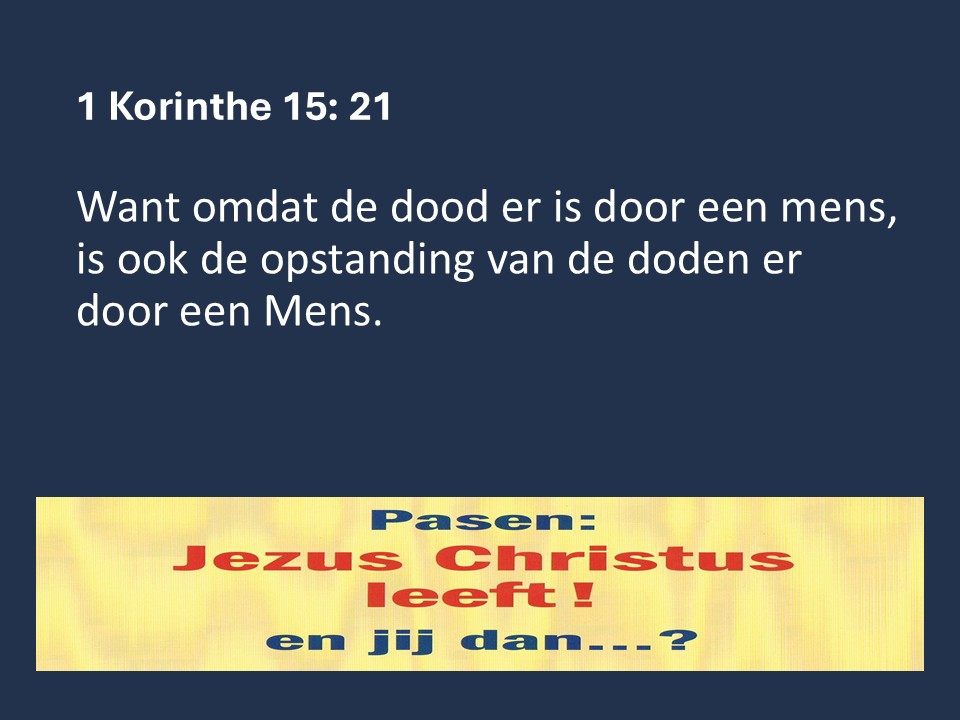 1 Korinthe 15: 21
Want omdat de dood er is door een mens,
is ook de opstanding van de doden er
door een Mens.
Pasen:
Jezus Christus
leeft!
en jij dan...?